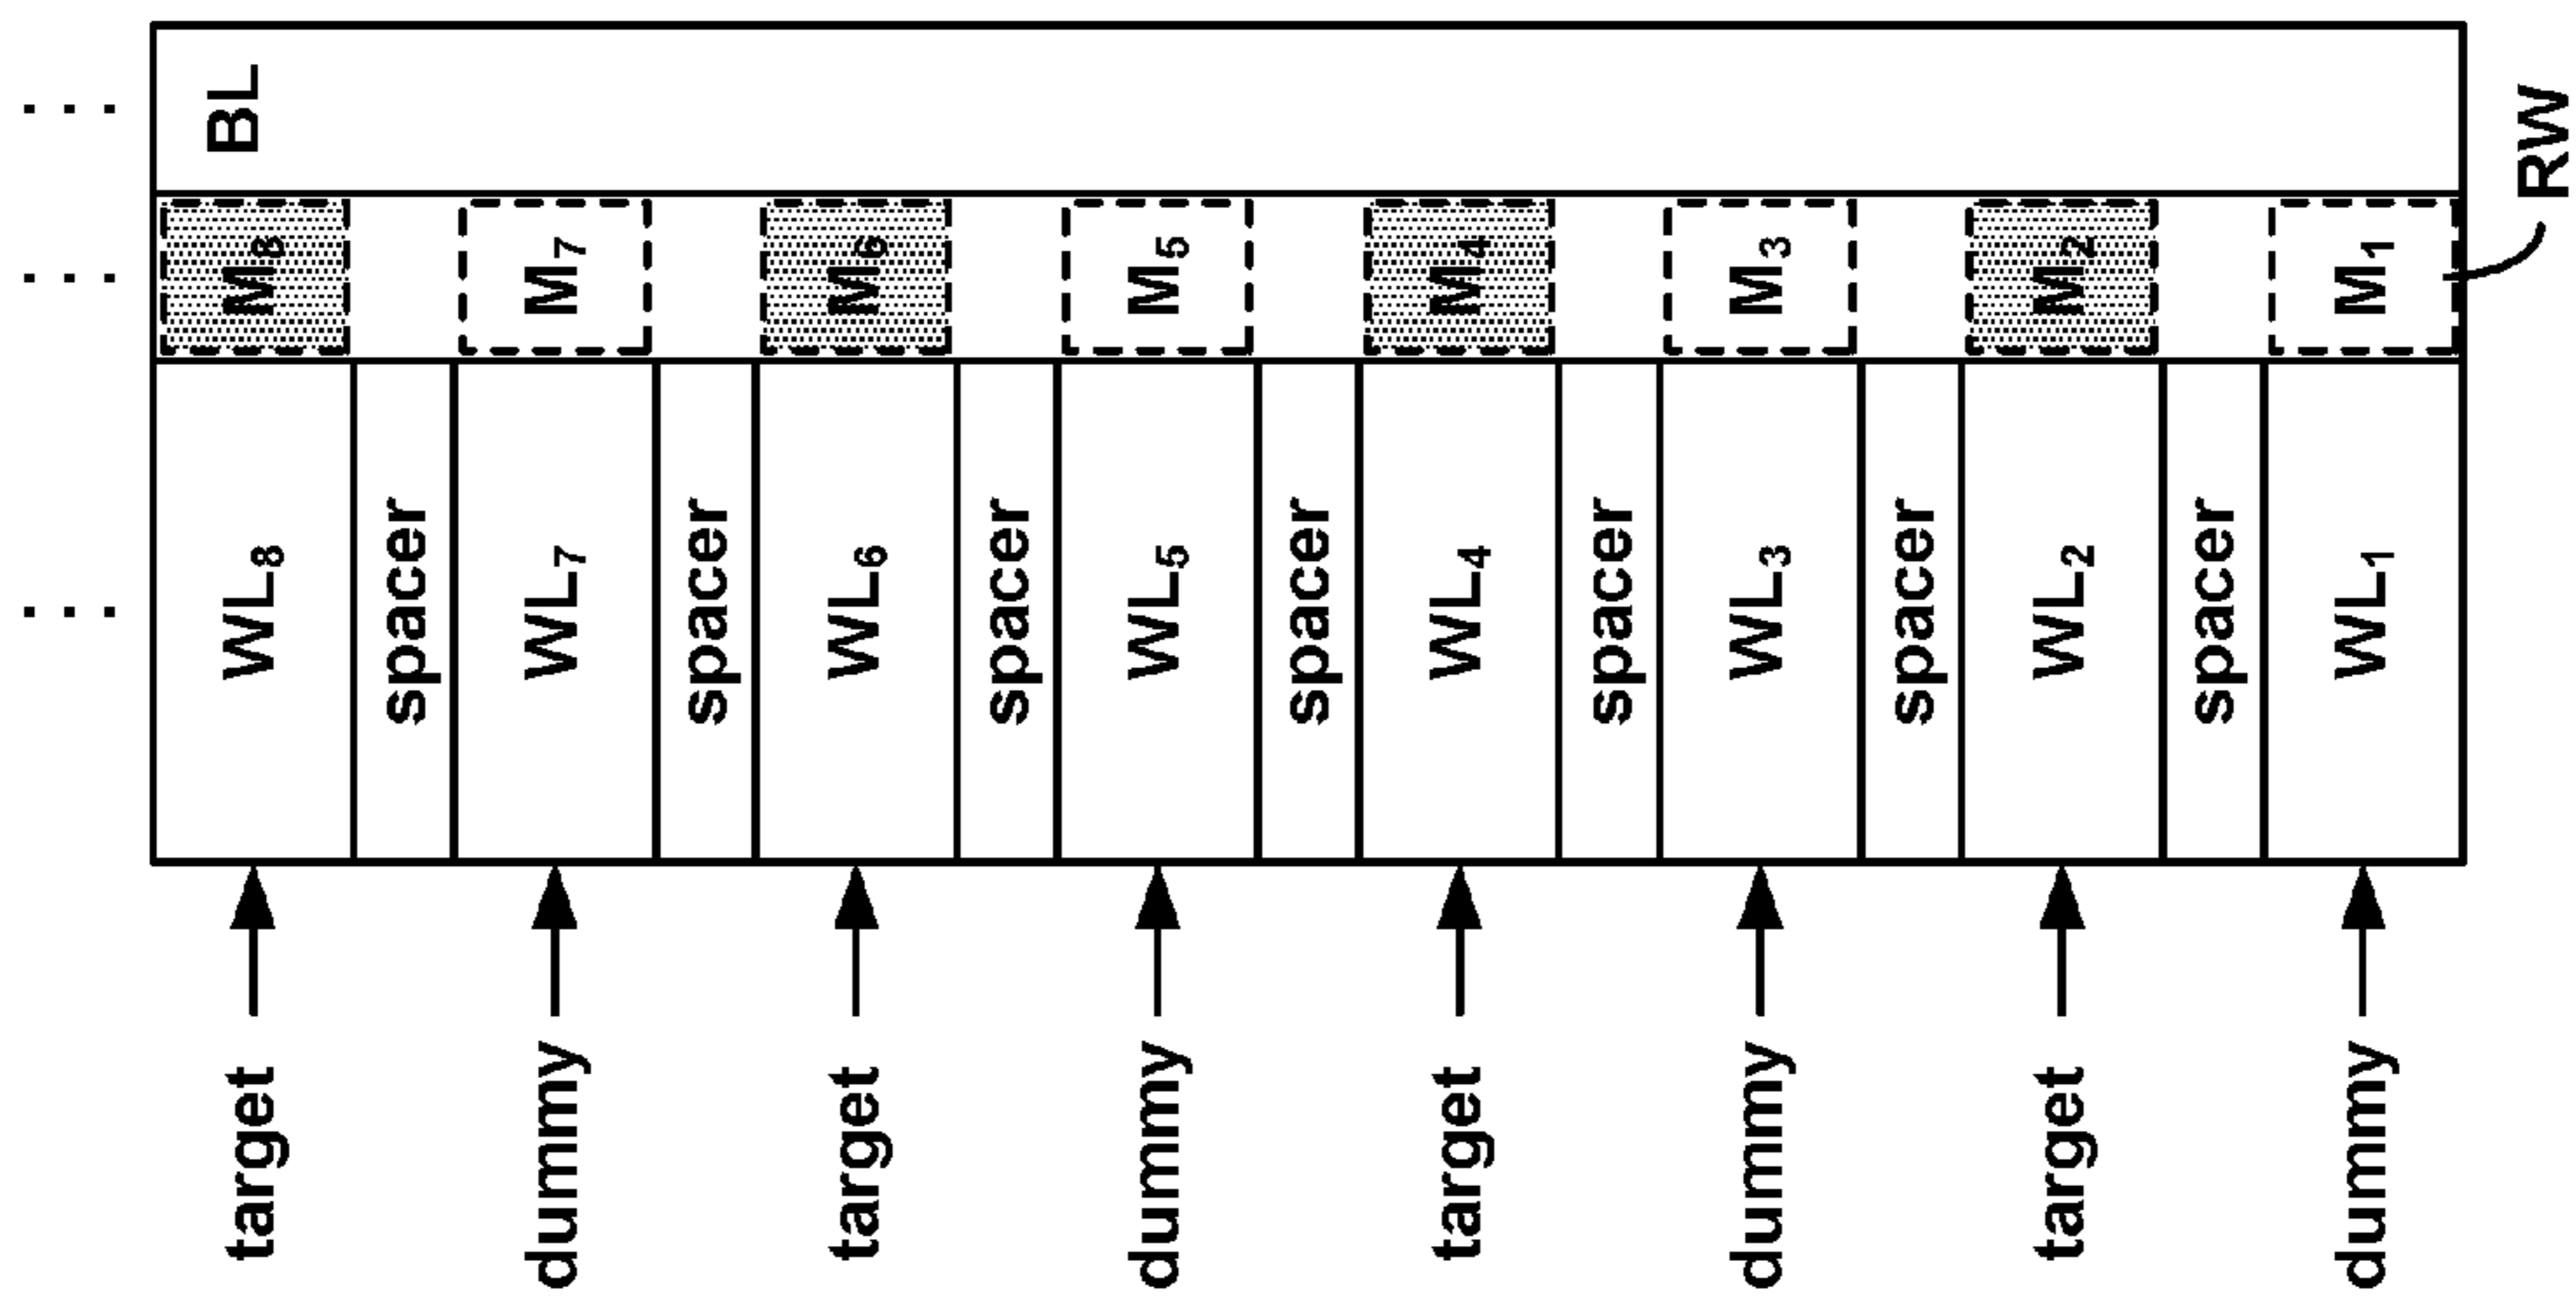 BL
M₈
M₇
M₆
M₅
M₄
M₃
M₂
M₁
RW
WL₈
spacer
WL₇
spacer
WL₆
spacer
WL₅
spacer
WL₄
spacer
WL₃
spacer
WL₂
spacer
WL₁
target
dummy
target
dummy
target
dummy
target
dummy